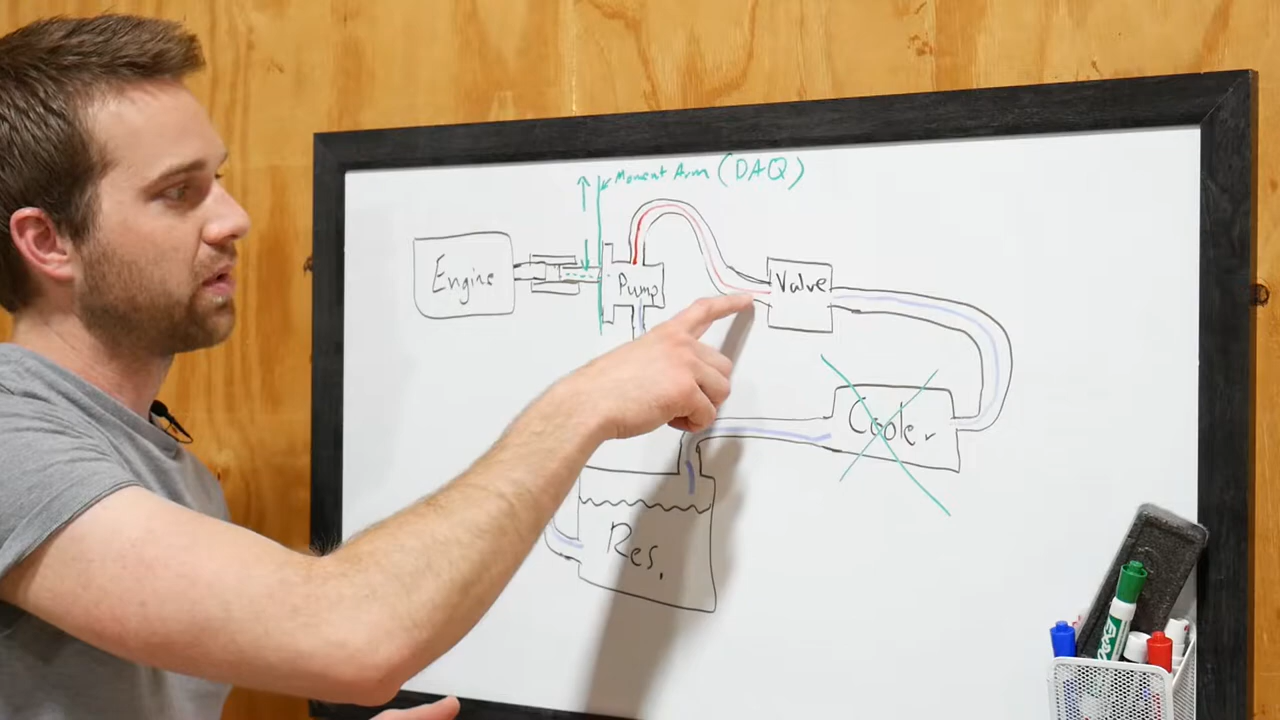 Moment Arm (DAQ)
Engine
Pump
Valve
Cooler
Res.
EXPO